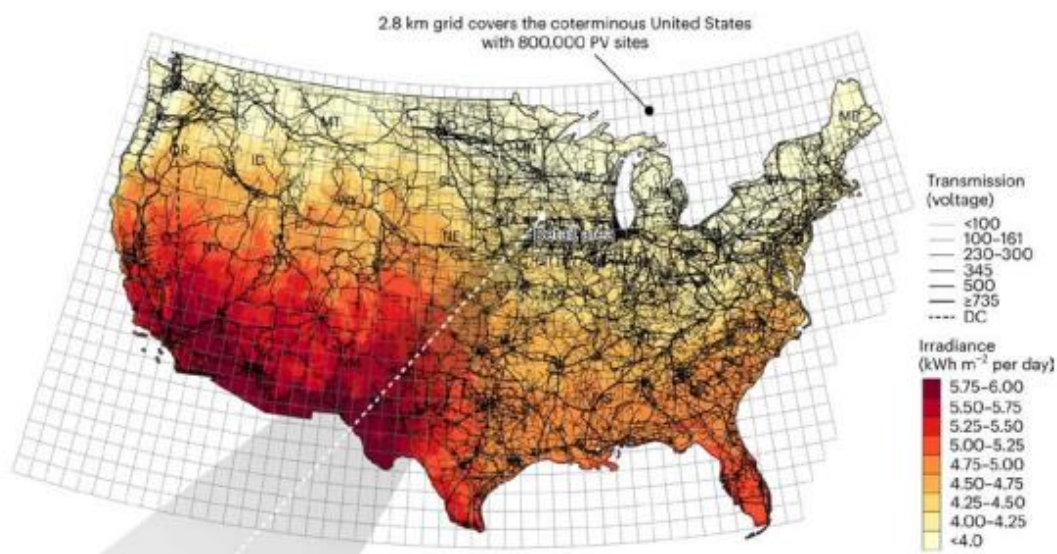 2.8 km grid covers the coterminous United States
with 800,000 PV sites
MT
ME
OR
ID
MN
NE
NV
Transmission
(voltage)
<100
100–161
230–300
345
500
≥735
DC
Irradiance
(kWh m⁻² per day)
5.75–6.00
5.50–5.75
5.25–5.50
5.00–5.25
4.75–5.00
4.50–4.75
4.25–4.50
4.00–4.25
<4.0